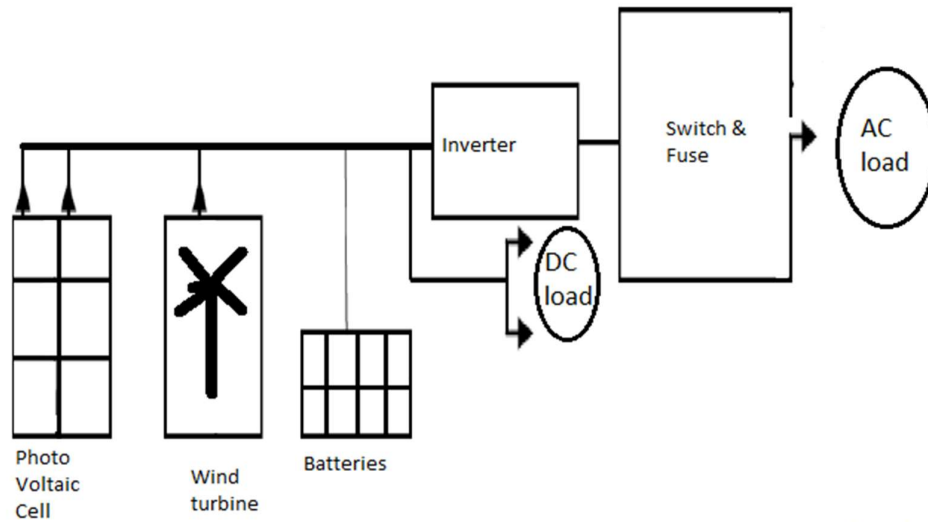 Inverter
Switch &
Fuse
AC
load
DC
load
Photo
Voltaic
Cell
Wind
turbine
Batteries